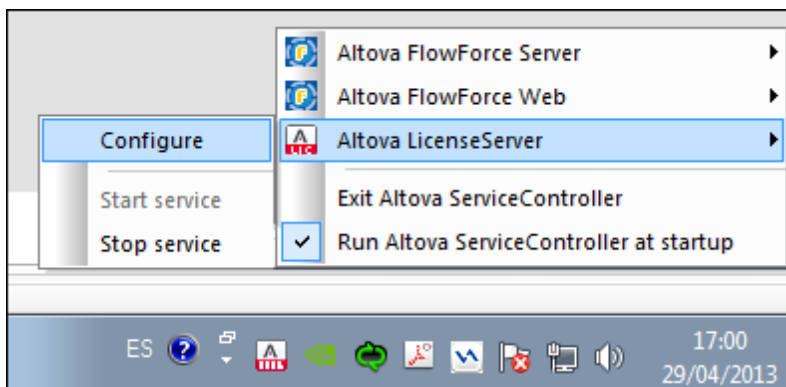 Altova FlowForce Server
Altova FlowForce Web
Altova LicenseServer
Exit Altova ServiceController
Run Altova ServiceController at startup
Configure
Start service
Stop service
ES
17:00
29/04/2013